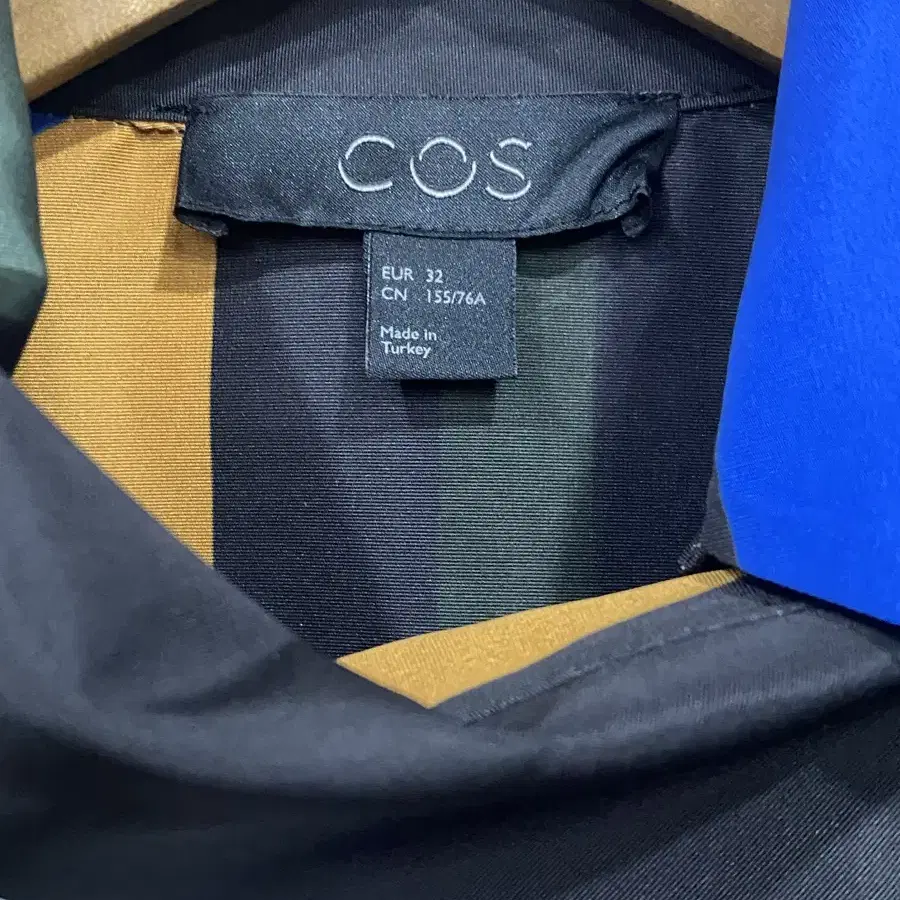 COS
EUR 32
CN 155/76A
Made in
Turkey